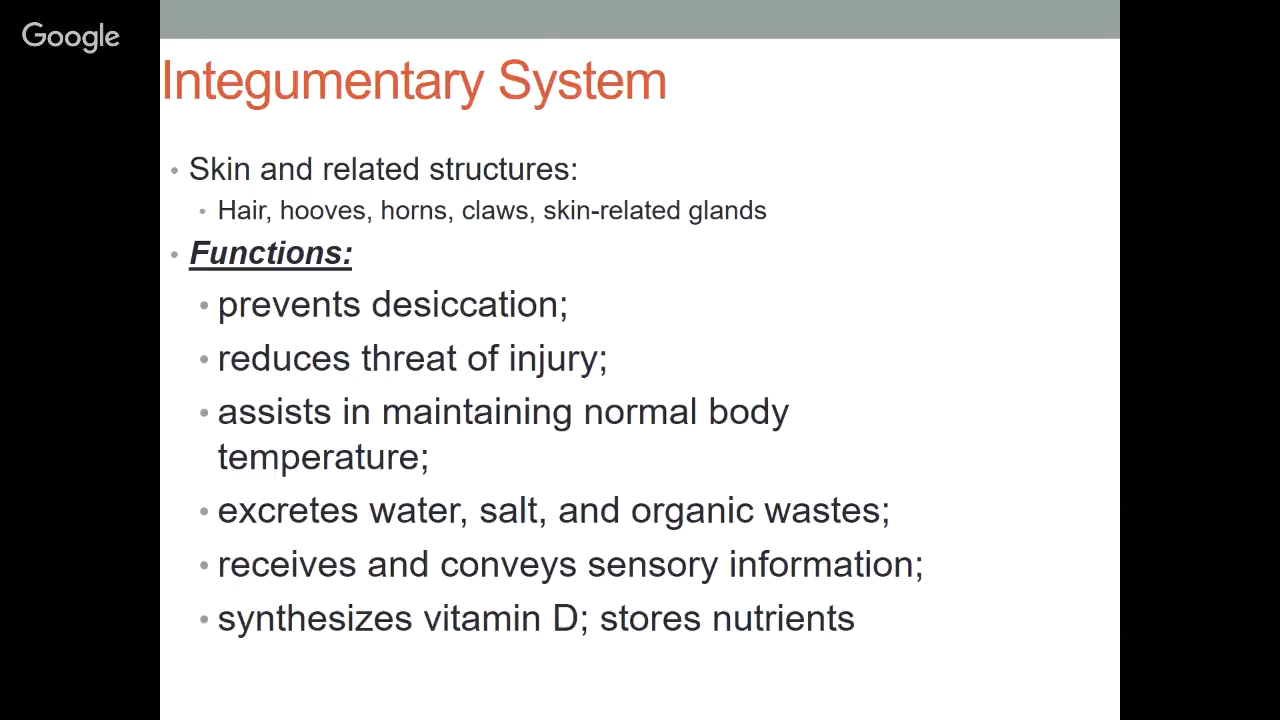 Google
Integumentary System
• Skin and related structures:
• Hair, hooves, horns, claws, skin-related glands
• Functions:
• prevents desiccation;
• reduces threat of injury;
• assists in maintaining normal body
temperature;
• excretes water, salt, and organic wastes;
• receives and conveys sensory information;
• synthesizes vitamin D; stores nutrients